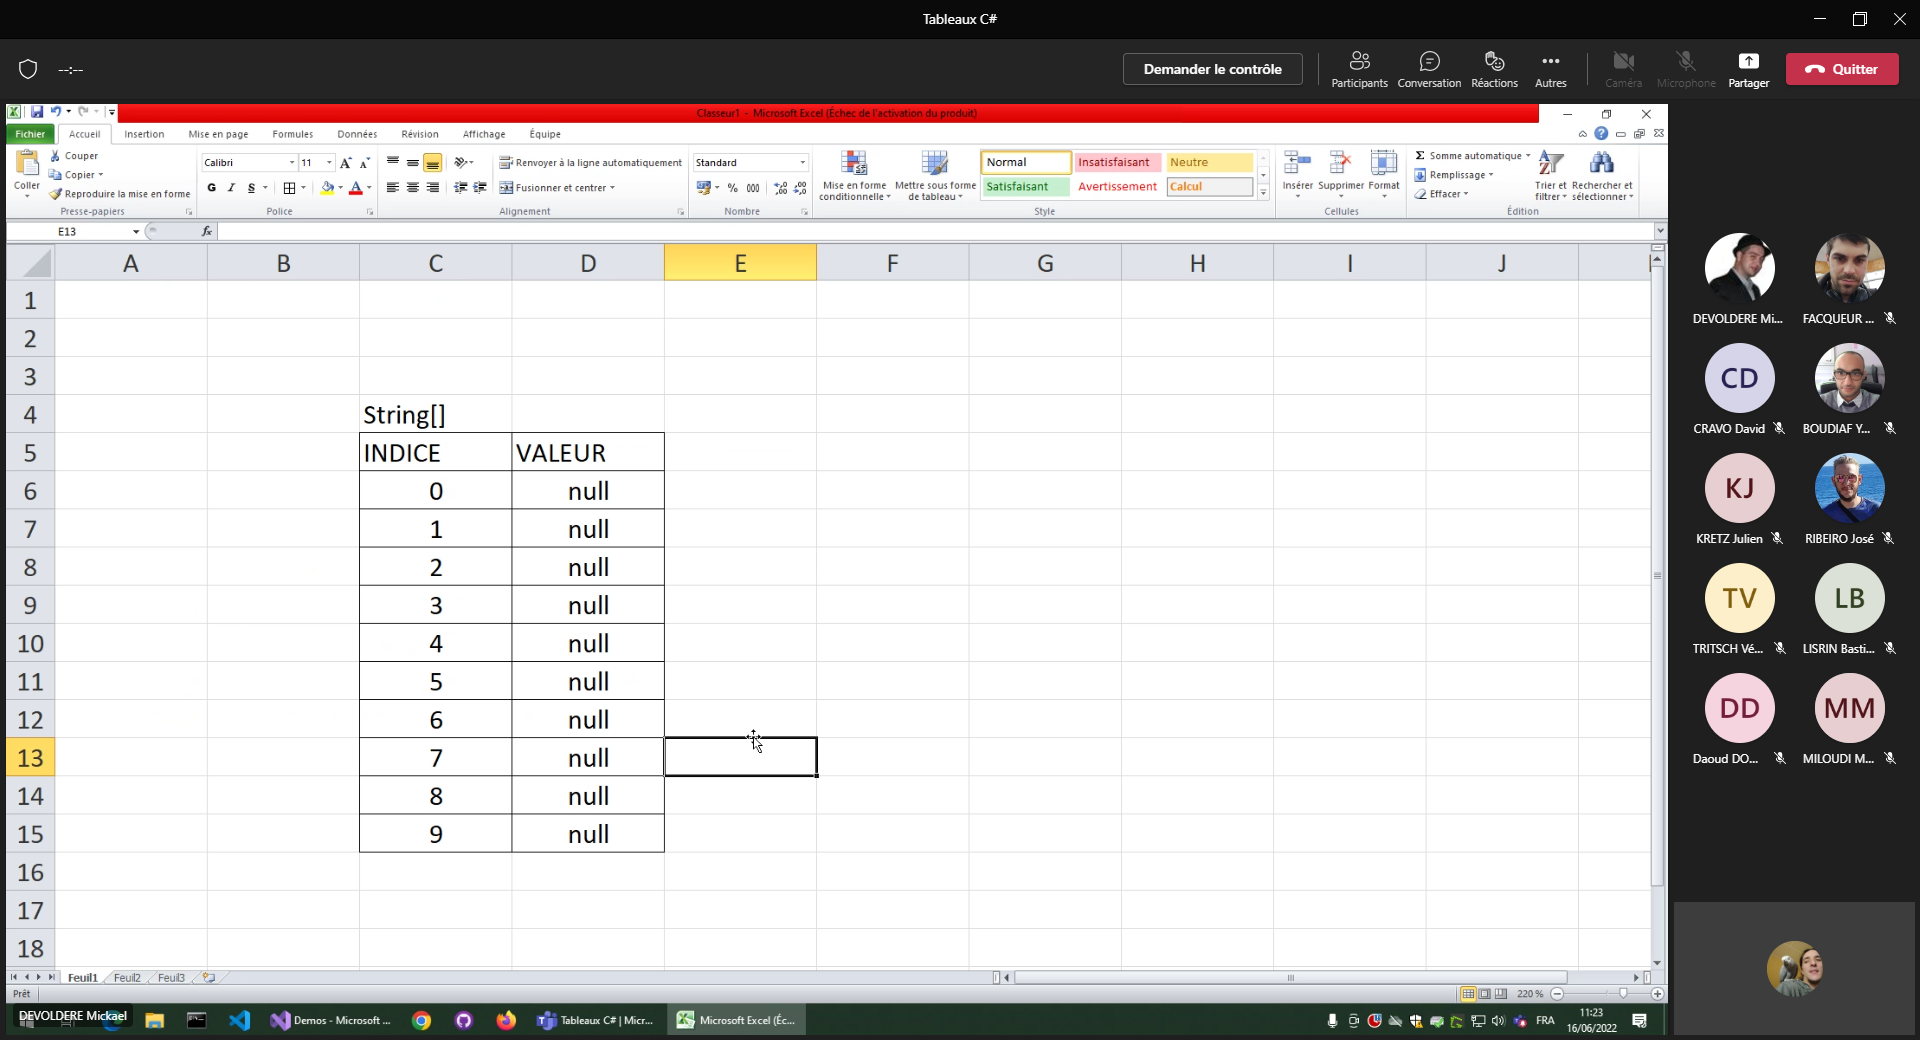 Tableaux C#
--:--
Demander le contrôle
Participants
Conversation
Réactions
Autres
Caméra
Microphone
Partager
Quitter
Classeur1 - Microsoft Excel (Échec de l'activation du produit)
Fichier Accueil Insertion Mise en page Formules Données Révision Affichage Équipe
Coller
Couper
Copier
Reproduire la mise en forme
Presse-papiers
Calibri 11
G I S
Police
Renvoyer à la ligne automatiquement
Fusionner et centrer
Alignement
Standard
% 000
Nombre
Mise en forme conditionnelle
Mettre sous forme de tableau
Normal Insatisfaisant Neutre
Satisfaisant Avertissement Calcul
Style
Insérer Supprimer Format
Cellules
Σ Somme automatique
Remplissage
Effacer
Trier et filtrer
Rechercher et sélectionner
Édition
E13 fx
A B C D E F G H I J
1
2
3
4 String[]
5 INDICE VALEUR
6 0 null
7 1 null
8 2 null
9 3 null
10 4 null
11 5 null
12 6 null
13 7 null
14 8 null
15 9 null
16
17
18
Feuil1 Feuil2 Feuil3
Prêt
220 %
DEVOLDERE Mickael
Demos - Microsoft ...
Tableaux C# | Micr...
Microsoft Excel (Éc...
FRA
11:23
16/06/2022
DEVOLDERE Mi...
FACQUEUR ...
CD
CRAVO David
BOUDIAF Y...
KJ
KRETZ Julien
RIBEIRO José
TV
TRITSCH Vé...
LB
LISRIN Basti...
DD
Daoud DO...
MM
MILOUDI M...